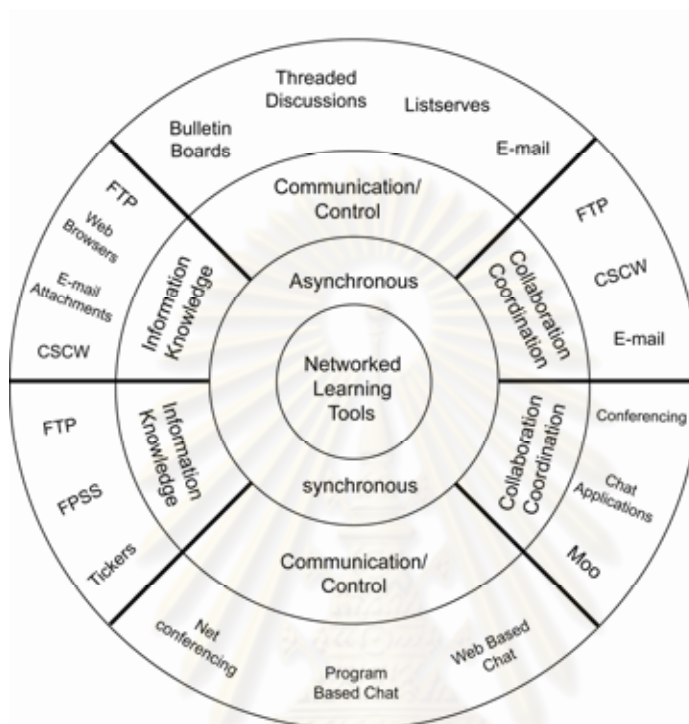 Threaded
Discussions
Listserves
Bulletin
Boards
E-mail
Communication/
Control
FTP
Web
Browsers
E-mail
Attachments
CSCW
Information
Knowledge
Asynchronous
Collaboration
Coordination
FTP
CSCW
E-mail
Networked
Learning
Tools
FTP
FPSS
Tickers
Information
Knowledge
synchronous
Collaboration
Coordination
Conferencing
Chat
Applications
Moo
Communication/
Control
Net
conferencing
Program
Based Chat
Web Based
Chat